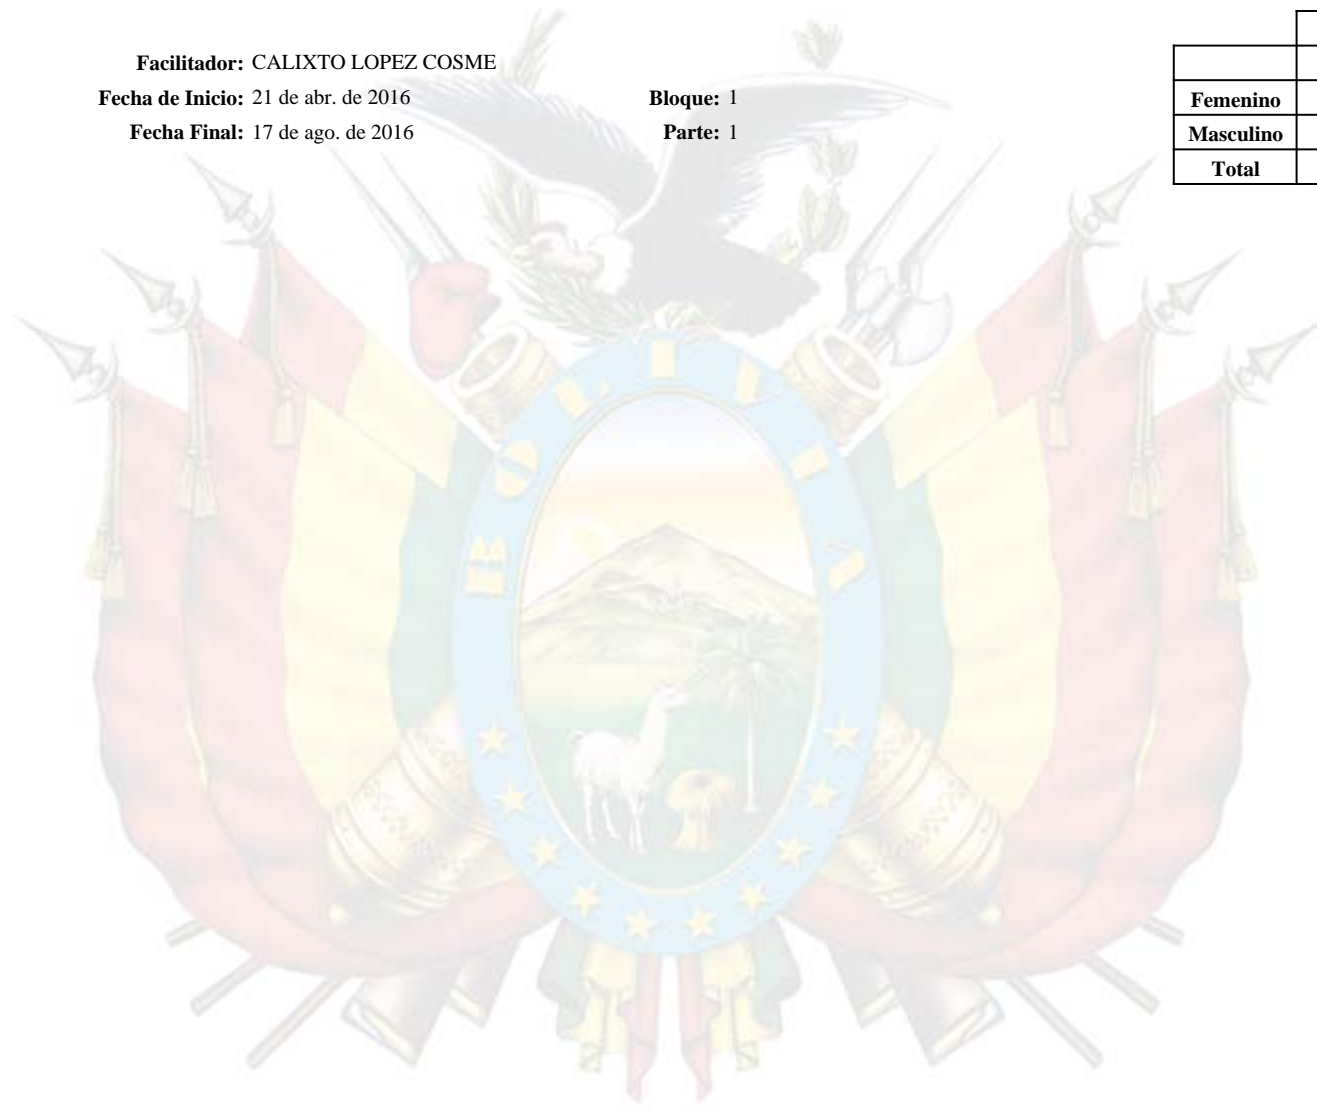 Facilitador: CALIXTO LOPEZ COSME
Fecha de Inicio: 21 de abr. de 2016 Bloque: 1
Fecha Final: 17 de ago. de 2016 Parte: 1
Femenino
Masculino
Total
BOLIVIA